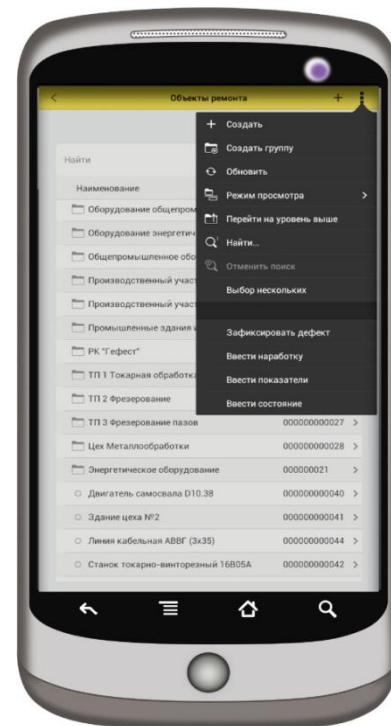 Объекты ремонта
Создать
Создать группу
Найти
Обновить
Наименование
Режим просмотра
Оборудование общепром
Перейти на уровень выше
Оборудование энергетич
Найти...
Общепромышленное обо
Отменить поиск
Производственный учас
Выбор нескольких
Производственный учас
Промышленные здания и
Зафиксировать дефект
РК "Гефест"
Ввести наработку
ТП 1 Токарная обработка
Ввести показатели
ТП 2 Фрезерование
Ввести состояние
ТП 3 Фрезерование пазов 000000000027
Цех Металлообработки 000000000028
Энергетическое оборудование 000000021
Двигатель самосвала D10.38 000000000040
Здание цеха №2 000000000041
Линия кабельная АВВГ (3х35) 000000000044
Станок токарно-винторезный 16В05А 000000000042